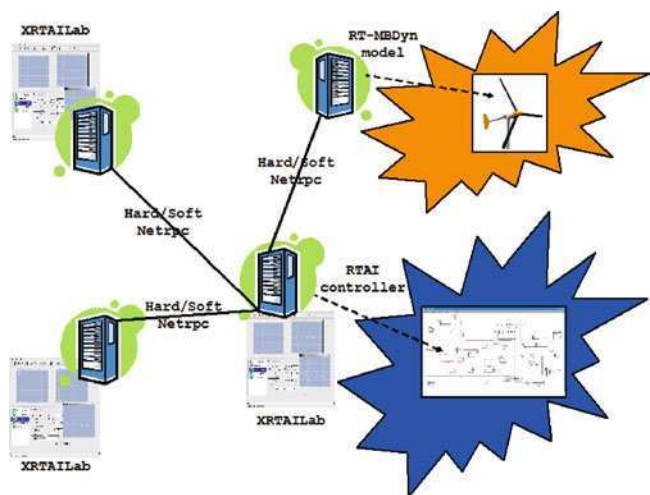 XRTAILab
RT-MBDyn
model
Hard/Soft
Netrpc
Hard/Soft
Netrpc
RTAI
controller
Hard/Soft
Netrpc
XRTAILab
XRTAILab